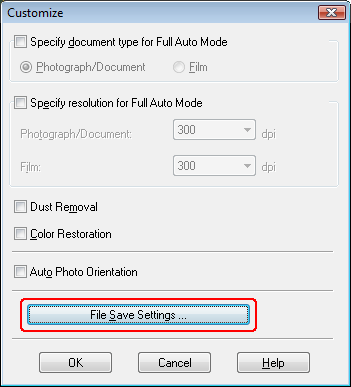 Customize
Specify document type for Full Auto Mode
Photograph/Document Film
Specify resolution for Full Auto Mode
Photograph/Document: 300 dpi
Film: 300 dpi
Dust Removal
Color Restoration
Auto Photo Orientation
File Save Settings ...
OK Cancel Help